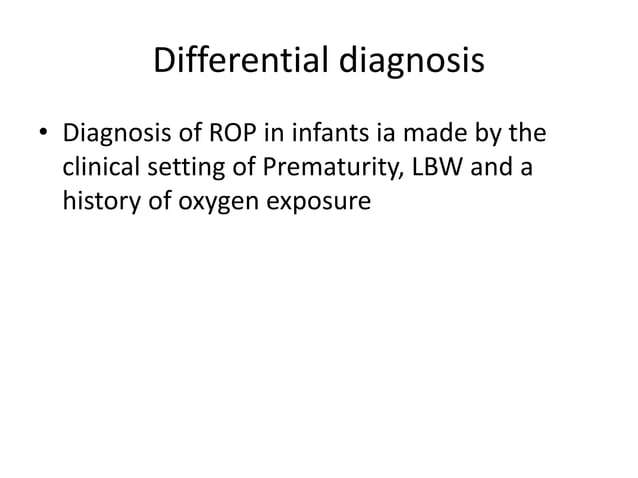 Differential diagnosis
• Diagnosis of ROP in infants ia made by the
clinical setting of Prematurity, LBW and a
history of oxygen exposure